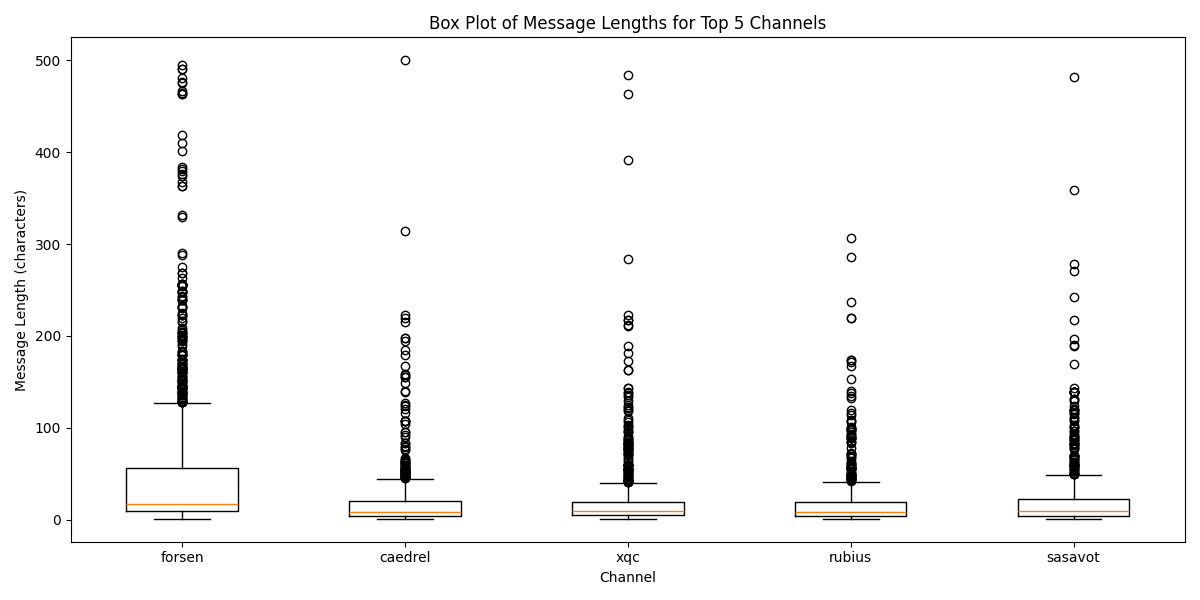 Box Plot of Message Lengths for Top 5 Channels
500
400
300
200
100
0
Message Length (characters)
forsen caedrel xqc rubius sasavot
Channel